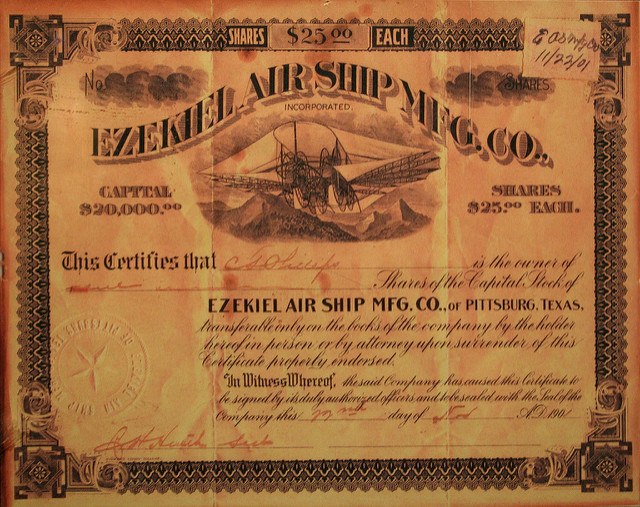 SHARES $25.00 EACH
11/22/01
No.
SHARES.
EZEKIEL AIR SHIP MFG. CO.,
INCORPORATED.
CAPITAL
$20,000.00
SHARES
$25.00 EACH.
This Certifies that
is the owner of
Shares of the Capital Stock of
EZEKIEL AIR SHIP MFG. CO., OF PITTSBURG, TEXAS,
transferable only on the books of the company by the holder
hereof in person or by attorney upon surrender of this
Certificate properly endorsed.
In Witness Whereof, the said Company has caused this Certificate to
be signed by its duly authorized officers and to be sealed with the Seal of the
Company this 22nd day of A.D. 1901